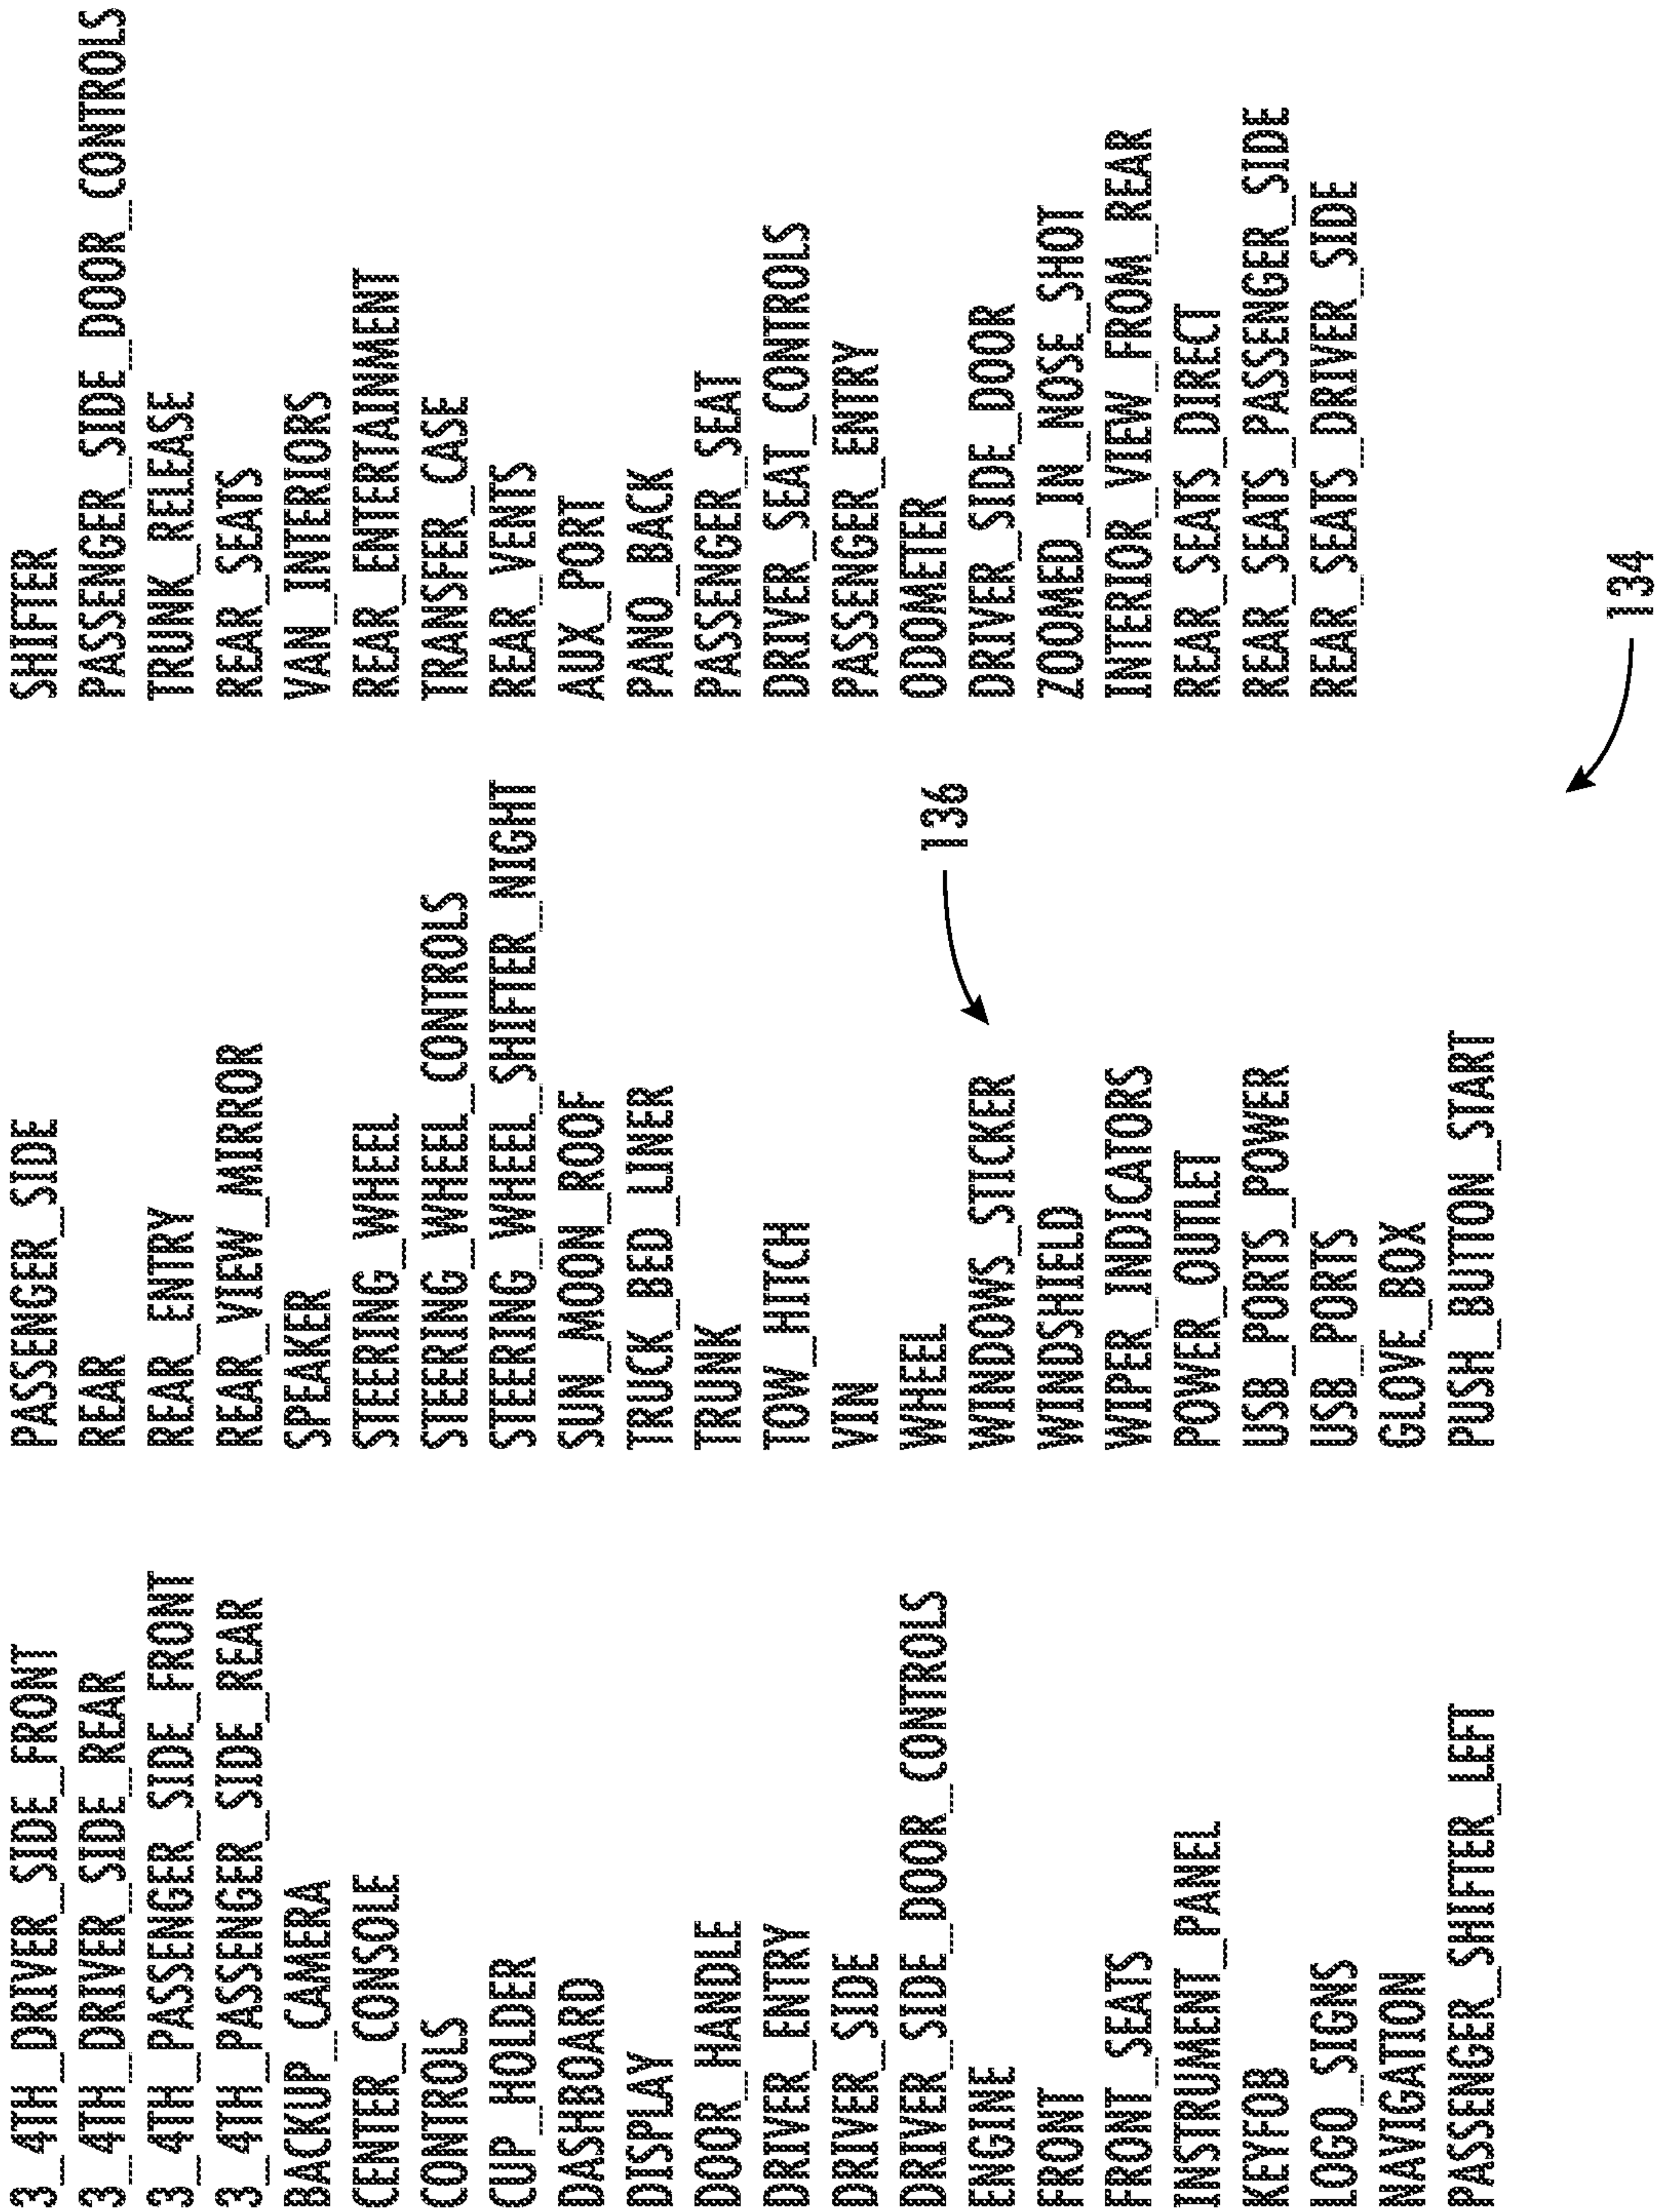 3_4TH_DRIVER_SIDE_FRONT
3_4TH_DRIVER_SIDE_REAR
3_4TH_PASSENGER_SIDE_FRONT
3_4TH_PASSENGER_SIDE_REAR
BACKUP_CAMERA
CENTER_CONSOLE
CONTROLS
CUP_HOLDER
DASHBOARD
DISPLAY
DOOR_HANDLE
DRIVER_ENTRY
DRIVER_SIDE
DRIVER_SIDE_DOOR_CONTROLS
ENGINE
FRONT
FRONT_SEATS
INSTRUMENT_PANEL
KEYFOB
LOGO_SIGNS
NAVIGATION
PASSENGER_SHIFTER_LEFT
PASSENGER_SIDE
REAR
REAR_ENTRY
REAR_VIEW_MIRROR
SPEAKER
STEERING_WHEEL
STEERING_WHEEL_CONTROLS
STEERING_WHEEL_SHIFTER_NIGHT
SUN_MOON_ROOF
TRUCK_BED_LINER
TRUNK
TOW_HITCH
VIN
WHEEL
WINDOWS_STICKER
WINDSHIELD
WIPER_INDICATORS
POWER_OUTLET
USB_PORTS_POWER
USB_PORTS
GLOVE_BOX
PUSH_BUTTON_START
136
SHIFTER
PASSENGER_SIDE_DOOR_CONTROLS
TRUNK_RELEASE
REAR_SEATS
VAN_INTERIORS
REAR_ENTERTAINMENT
TRANSFER_CASE
REAR_VENTS
AUX_PORT
PANO_BACK
PASSENGER_SEAT
DRIVER_SEAT_CONTROLS
PASSENGER_ENTRY
ODOMETER
DRIVER_SIDE_DOOR
ZOOMED_IN_NOSE_SHOT
INTERIOR_VIEW_FROM_REAR
REAR_SEATS_DIRECT
REAR_SEATS_PASSENGER_SIDE
REAR_SEATS_DRIVER_SIDE
134